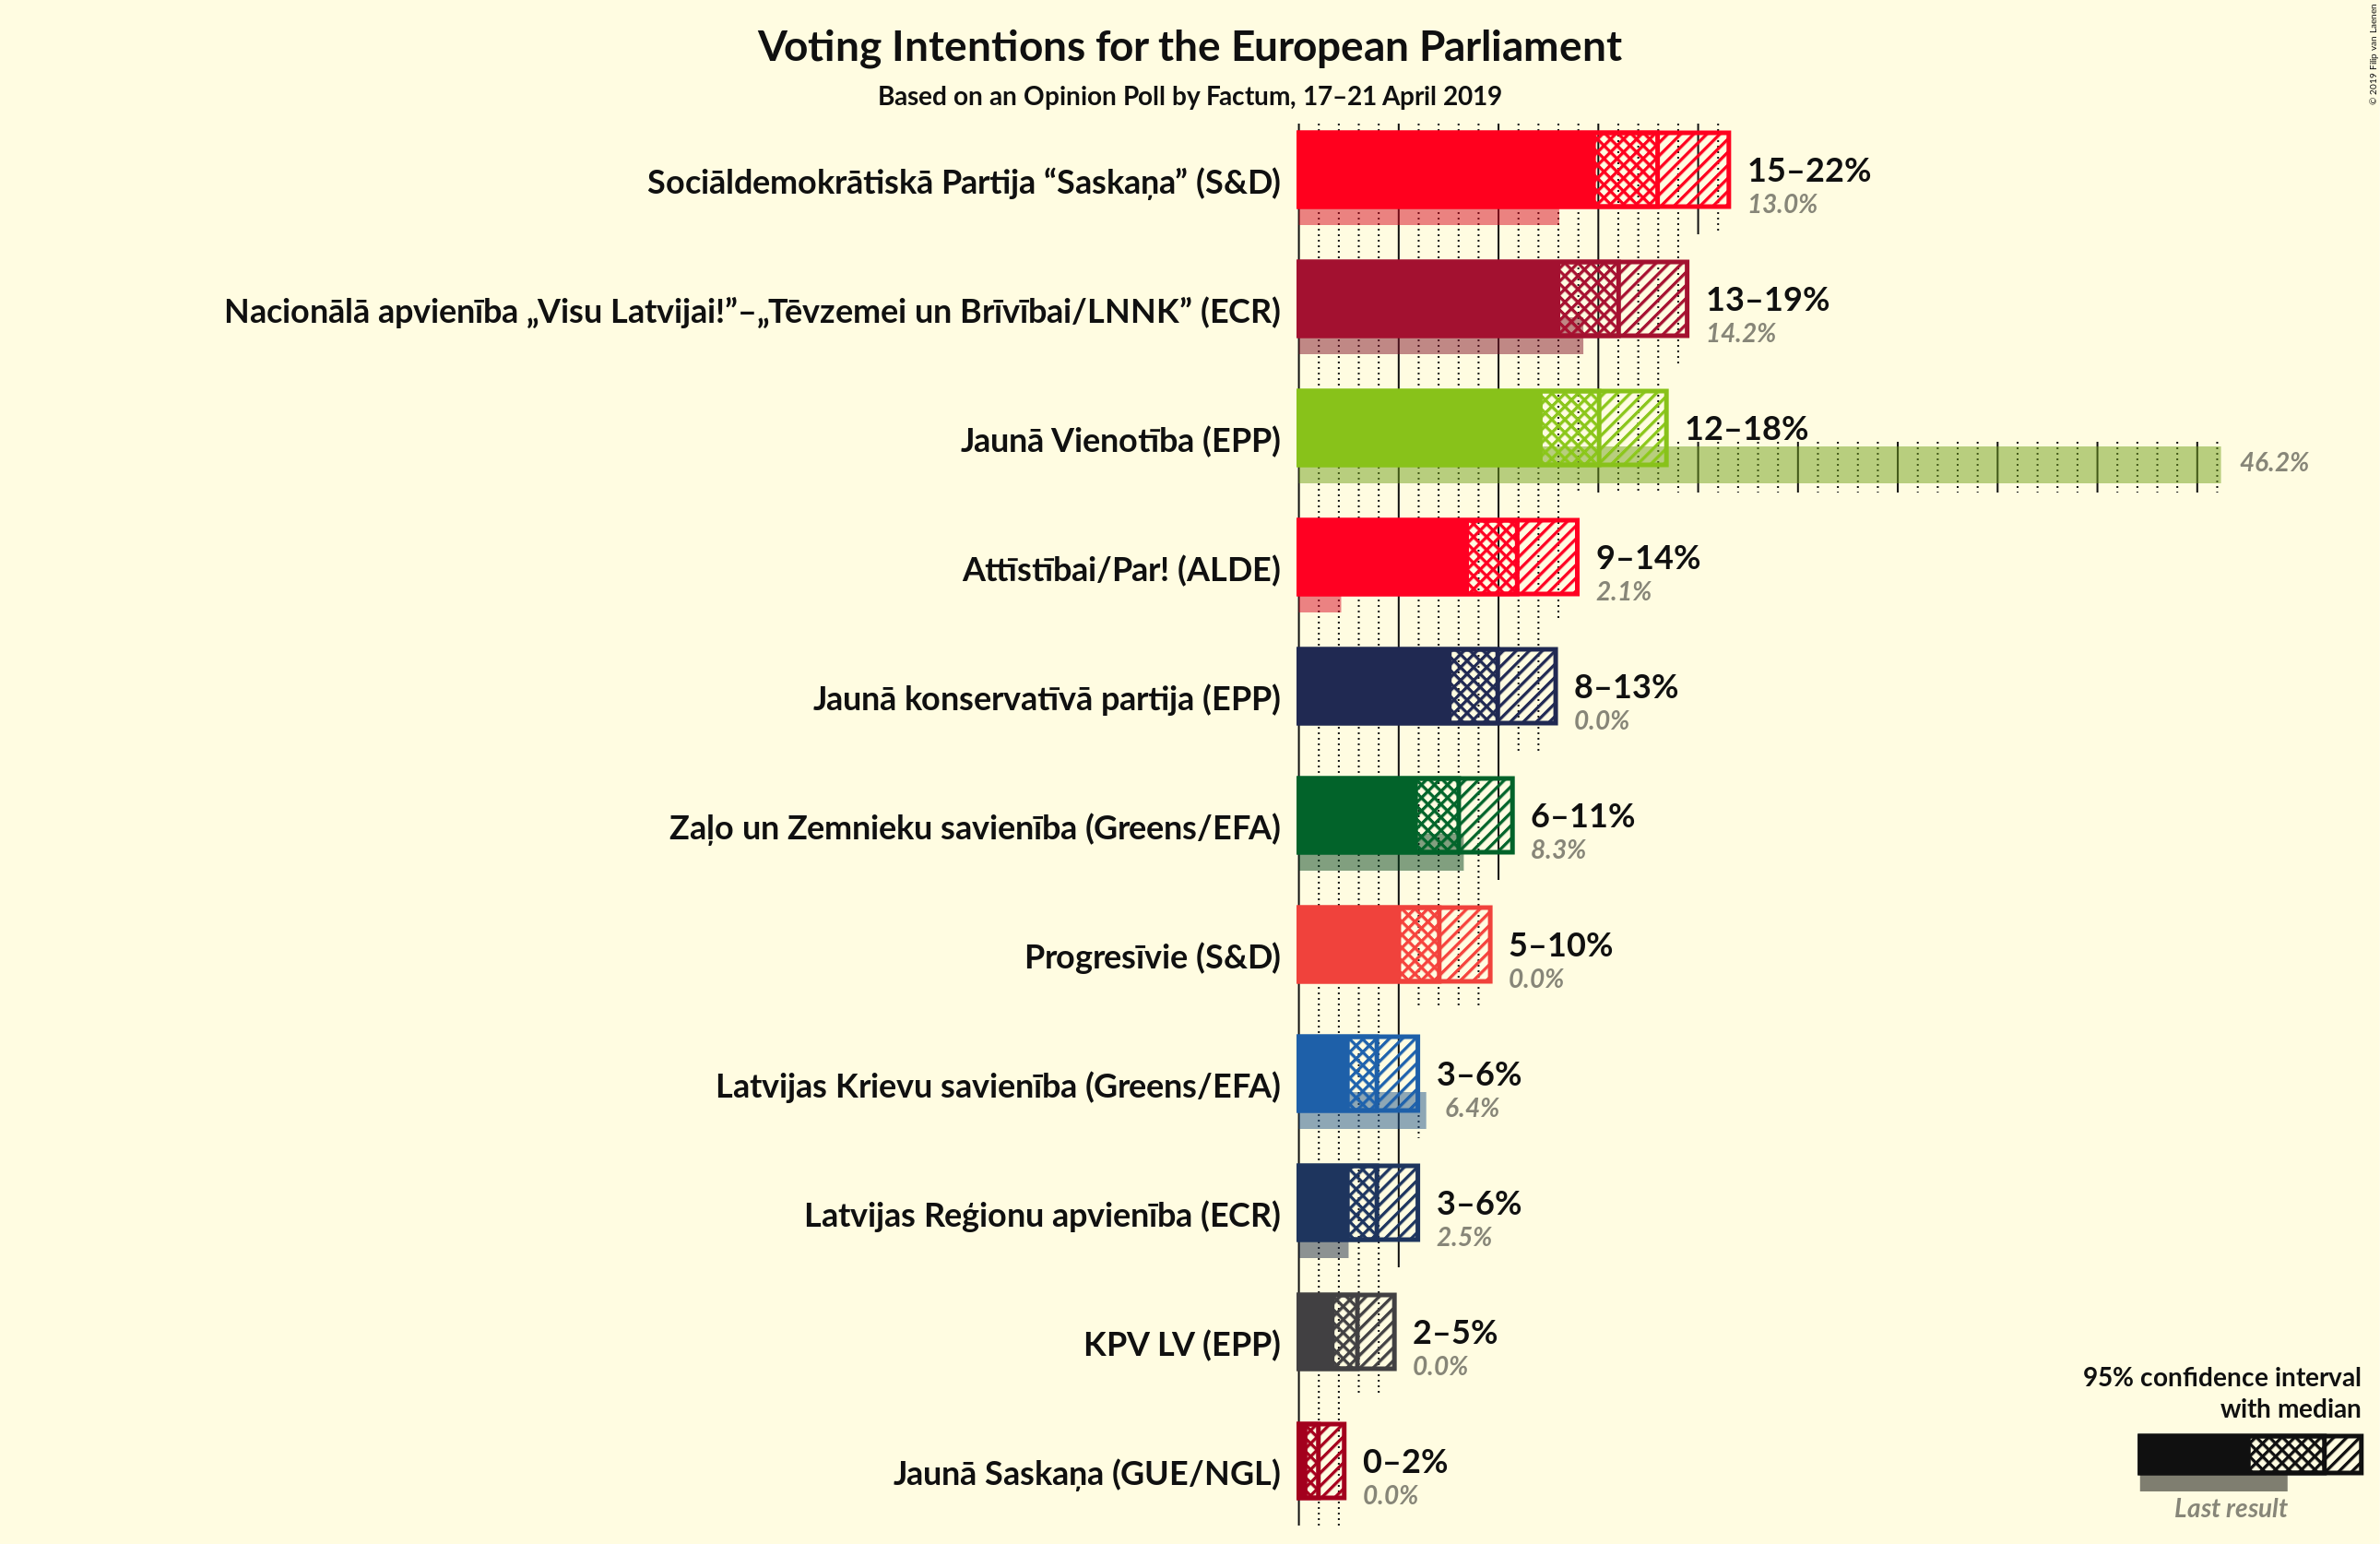 Voting Intentions for the European Parliament
Based on an Opinion Poll by Factum, 17–21 April 2019
© 2019 Filip van Laenen
Sociāldemokrātiskā Partija “Saskaņa” (S&D)
15–22%
13.0%
Nacionālā apvienība „Visu Latvijai!”–„Tēvzemei un Brīvībai/LNNK” (ECR)
13–19%
14.2%
Jaunā Vienotība (EPP)
12–18%
46.2%
Attīstībai/Par! (ALDE)
9–14%
2.1%
Jaunā konservatīvā partija (EPP)
8–13%
0.0%
Zaļo un Zemnieku savienība (Greens/EFA)
6–11%
8.3%
Progresīvie (S&D)
5–10%
0.0%
Latvijas Krievu savienība (Greens/EFA)
3–6%
6.4%
Latvijas Reģionu apvienība (ECR)
3–6%
2.5%
KPV LV (EPP)
2–5%
0.0%
Jaunā Saskaņa (GUE/NGL)
0–2%
0.0%
95% confidence interval
with median
Last result